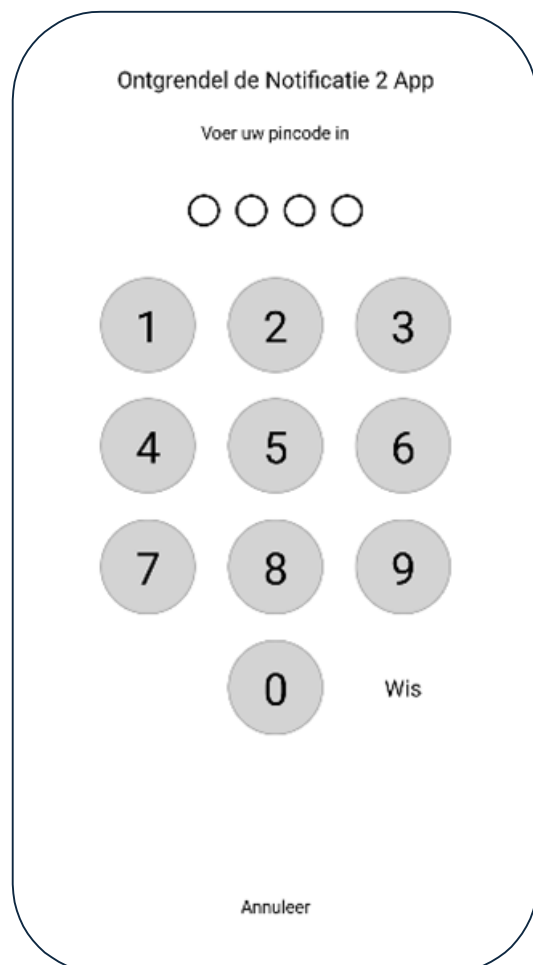 Ontgrendel de Notificatie 2 App
Voer uw pincode in
1 2 3
4 5 6
7 8 9
0 Wis
Annuleer